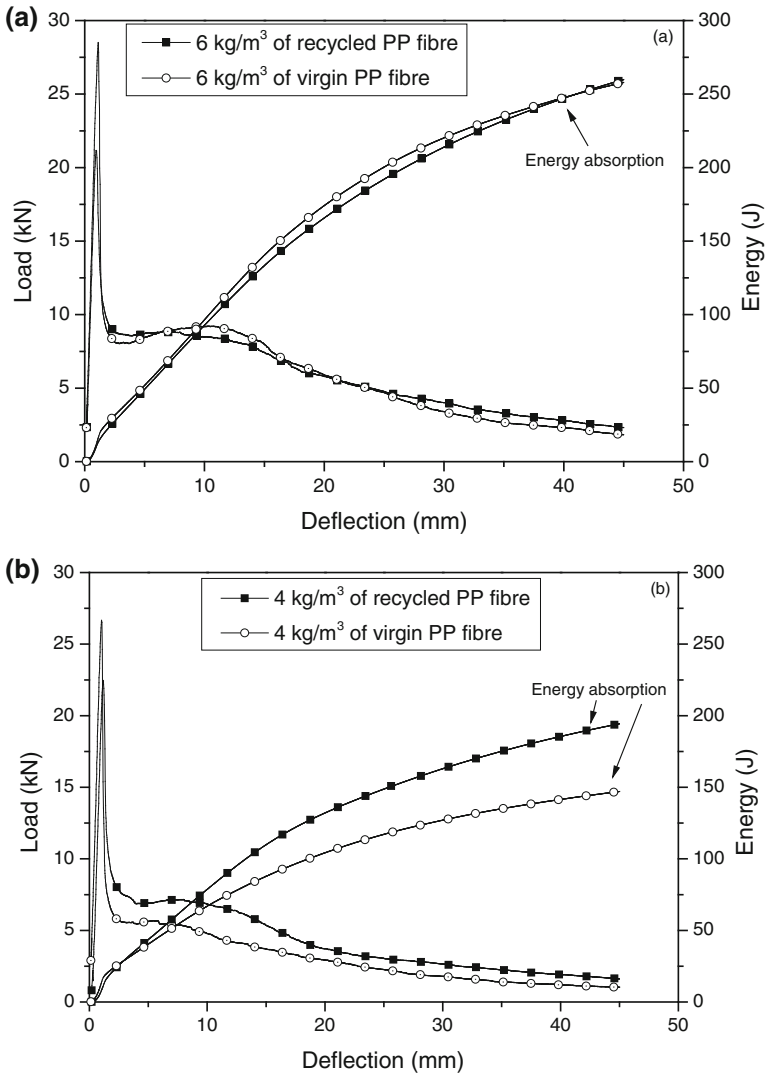 (a)
30
25
20
15
10
5
0
Load (kN)
6 kg/m³ of recycled PP fibre
6 kg/m³ of virgin PP fibre
(a)
Energy absorption
300
250
200
150
100
50
0
Energy (J)
0 10 20 30 40 50
Deflection (mm)
(b)
30
25
20
15
10
5
0
Load (kN)
4 kg/m³ of recycled PP fibre
4 kg/m³ of virgin PP fibre
(b)
Energy absorption
300
250
200
150
100
50
0
Energy (J)
0 10 20 30 40 50
Deflection (mm)